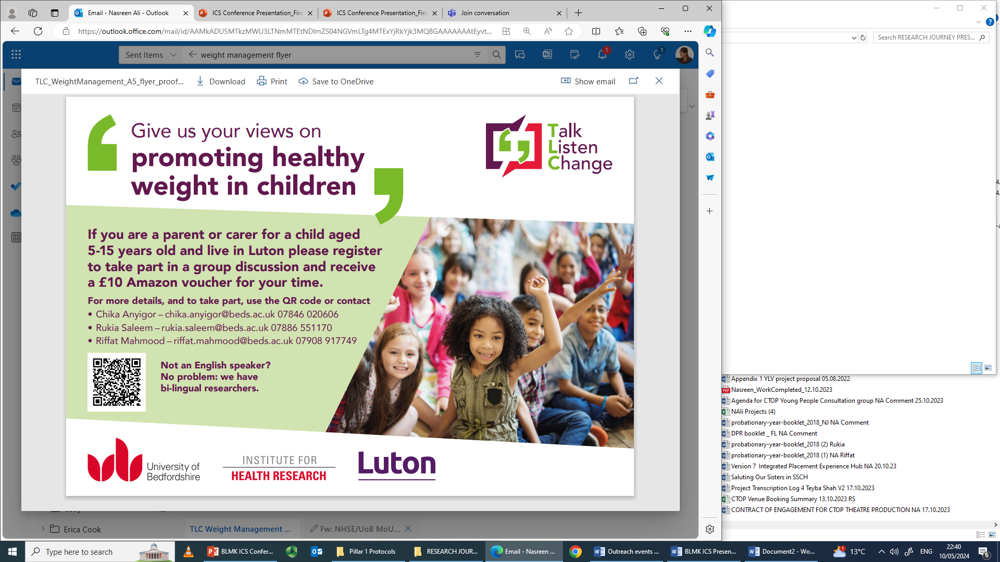 Email - Nasreen Ali - Outlook
ICS Conference Presentation_Fina
ICS Conference Presentation_Fina
Join conversation
https://outlook.office.com/mail/id/AAMkADU5MTkzMWU3LTNmMTEtNDlmZS04NGVmLTg4MTExYjRkYjk3MQBGAAAAAAAtEyvt...
Search RESEARCH JOURNEY PRES...
Sent Items
weight management flyer
1
1
TLC_WeightManagement_A5_flyer_proof...
Download
Print
Save to OneDrive
Show email
Give us your views on
promoting healthy
weight in children
Talk
Listen
Change
If you are a parent or carer for a child aged
5-15 years old and live in Luton please register
to take part in a group discussion and receive
a £10 Amazon voucher for your time.
For more details, and to take part, use the QR code or contact
• Chika Anyigor – chika.anyigor@beds.ac.uk 07846 020606
• Rukia Saleem – rukia.saleem@beds.ac.uk 07886 551170
• Riffat Mahmood – riffat.mahmood@beds.ac.uk 07908 917749
Not an English speaker?
No problem: we have
bi-lingual researchers.
University of
Bedfordshire
INSTITUTE FOR
HEALTH RESEARCH
Luton
Appendix 1 YLV project proposal 05.08.2022
Nasreen_WorkCompleted_12.10.2023
Agenda for CTOP Young People Consultation group NA Comment 25.10.2023
NAli Projects (4)
probationary-year-booklet_2018_NJ NA Comment
DPR booklet _ FL NA Comment
probationary-year-booklet_2018 (2) Rukia
probationary-year-booklet_2018 (1) NA Riffat
Version 7 Integrated Placement Experience Hub NA 20.10.23
Saluting Our Sisters in SSCH
Project Transcription Log 4 Teyba Shah V2 17.10.2023
CTOP Venue Booking Summary 13.10.2023 RS
CONTRACT OF ENGAGEMENT FOR CTOP THEATRE PRODUCTION NA 17.10.2023
Erica Cook
TLC Weight Management ...
Fw: NHSE/UoB MoU...
Type here to search
BLMK ICS Confer...
Pillar 1 Protocols
RESEARCH JOUR...
Email - Nasreen ...
Outreach events ...
BLMK ICS Presen...
Document2 - Wo...
1
13°C
ENG
22:40
10/05/2024
6